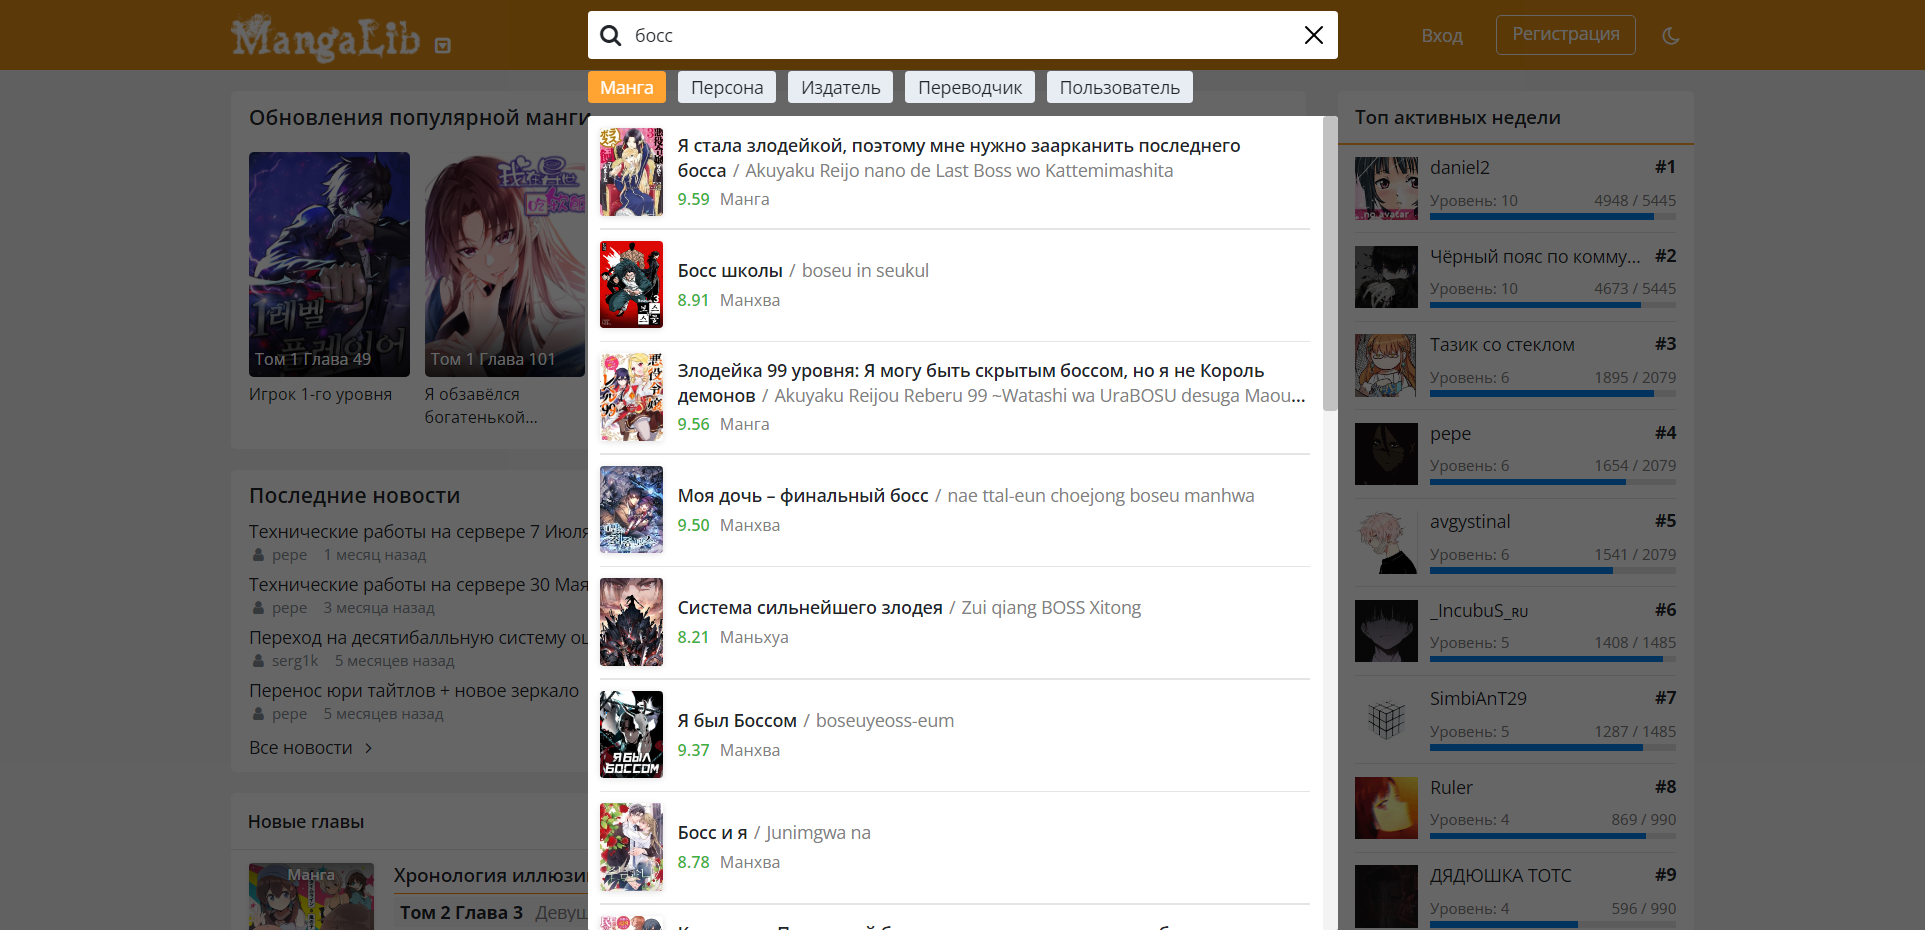 MangaLib
босс
Вход
Регистрация
Манга
Персона
Издатель
Переводчик
Пользователь
Обновления популярной манги
Том 1 Глава 49
Игрок 1-го уровня
Том 1 Глава 101
Я обзавёлся
богатенькой...
Последние новости
Технические работы на сервере 7 Июля
pepe 1 месяц назад
Технические работы на сервере 30 Мая
pepe 3 месяца назад
Переход на десятибалльную систему
serg1k 5 месяцев назад
Перенос юри тайтлов + новое зеркало
pepe 5 месяцев назад
Все новости
Новые главы
Манга
Хронология
Том 2 Глава 3
Я стала злодейкой, поэтому мне нужно заарканить последнего
босса / Akuyaku Reijo nano de Last Boss wo Kattemimashita
9.59 Манга
Босс школы / boseu in seukul
8.91 Манхва
Злодейка 99 уровня: Я могу быть скрытым боссом, но я не Король
демонов / Akuyaku Reijou Reberu 99 ~Watashi wa UraBOSU desuga Maou...
9.56 Манга
Моя дочь – финальный босс / nae ttal-eun choejong boseu manhwa
9.50 Манхва
Система сильнейшего злодея / Zui qiang BOSS Xitong
8.21 Маньхуа
Я БЫЛ
БОССОМ
Я был Боссом / boseuyeoss-eum
9.37 Манхва
Босс и я / Junimgwa na
8.78 Манхва
Топ активных недели
no avatar
daniel2 #1
Уровень: 10 4948 / 5445
Чёрный пояс по комму... #2
Уровень: 10 4673 / 5445
Тазик со стеклом #3
Уровень: 6 1895 / 2079
pepe #4
Уровень: 6 1654 / 2079
avgystinal #5
Уровень: 6 1541 / 2079
_IncubuS_ʀᴜ #6
Уровень: 5 1408 / 1485
SimbiAnT29 #7
Уровень: 5 1287 / 1485
Ruler #8
Уровень: 4 869 / 990
ДЯДЮШКА ТОТС #9
Уровень: 4 596 / 990